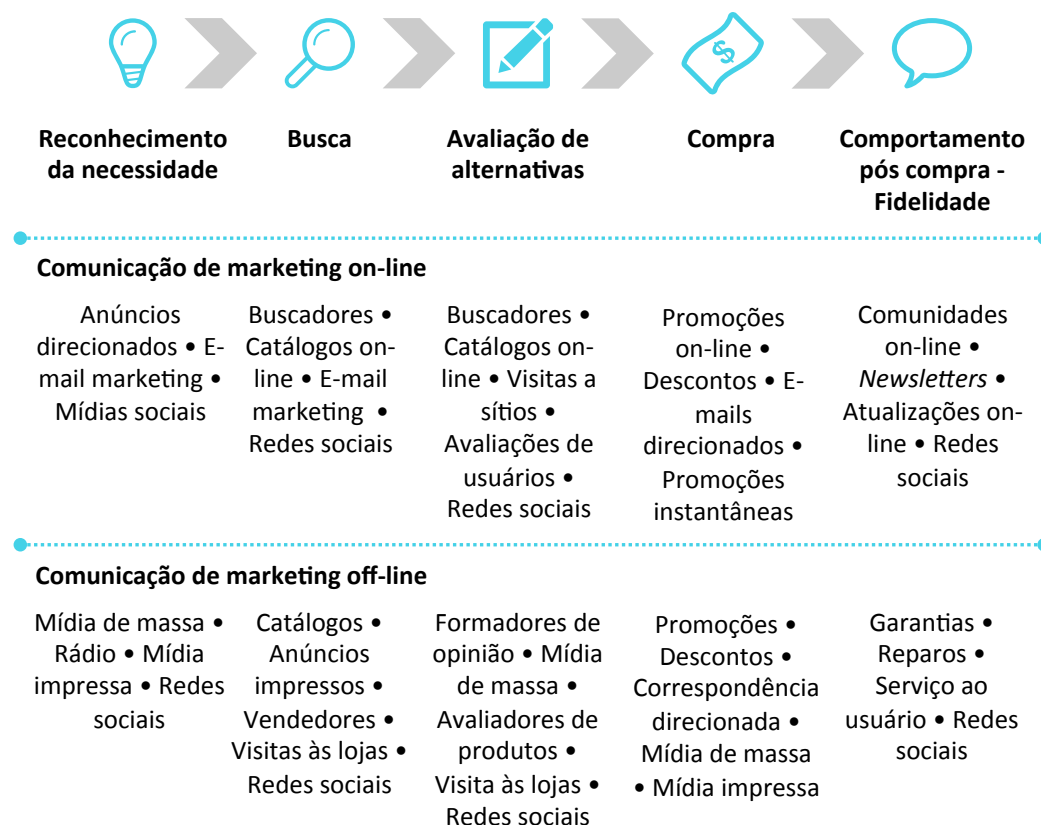 $
Reconhecimento
da necessidade
Busca
Avaliação de
alternativas
Compra
Comportamento
pós compra -
Fidelidade
Comunicação de marketing on-line
Anúncios
direcionados • E-
mail marketing •
Mídias sociais
Buscadores •
Catálogos on-
line • E-mail
marketing •
Redes sociais
Buscadores •
Catálogos on-
line • Visitas a
sítios •
Avaliações de
usuários •
Redes sociais
Promoções
on-line •
Descontos • E-
mails
direcionados •
Promoções
instantâneas
Comunidades
on-line •
Newsletters •
Atualizações on-
line • Redes
sociais
Comunicação de marketing off-line
Mídia de massa •
Rádio • Mídia
impressa • Redes
sociais
Catálogos •
Anúncios
impressos •
Vendedores •
Visitas às lojas •
Redes sociais
Formadores de
opinião • Mídia
de massa •
Avaliadores de
produtos •
Visita às lojas •
Redes sociais
Promoções •
Descontos •
Correspondência
direcionada •
Mídia de massa
• Mídia impressa
Garantias •
Reparos •
Serviço ao
usuário • Redes
sociais